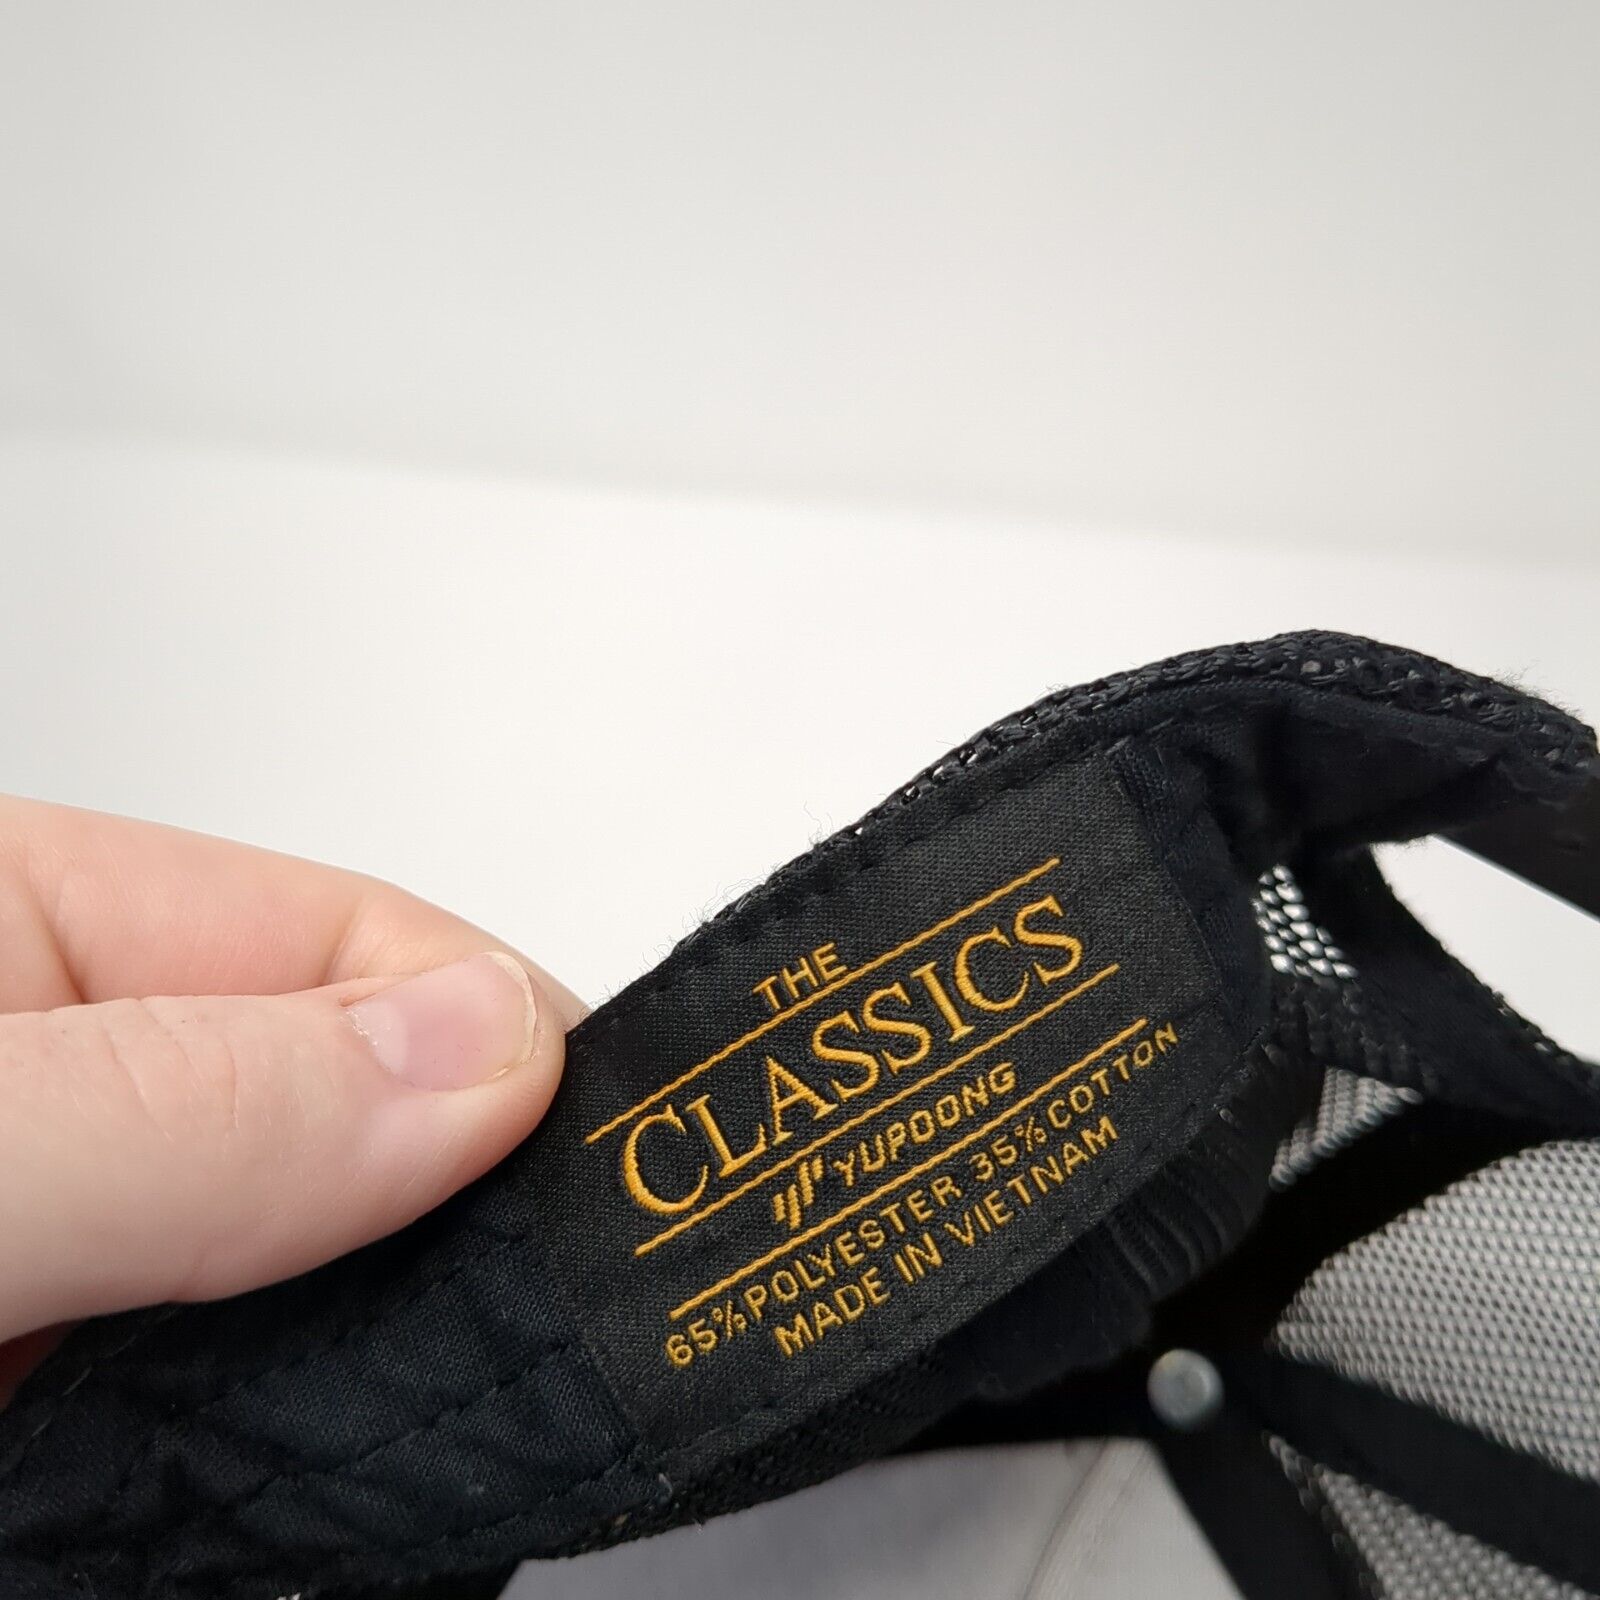 THE
CLASSICS
YUPOONG
65% POLYESTER 35% COTTON
MADE IN VIETNAM